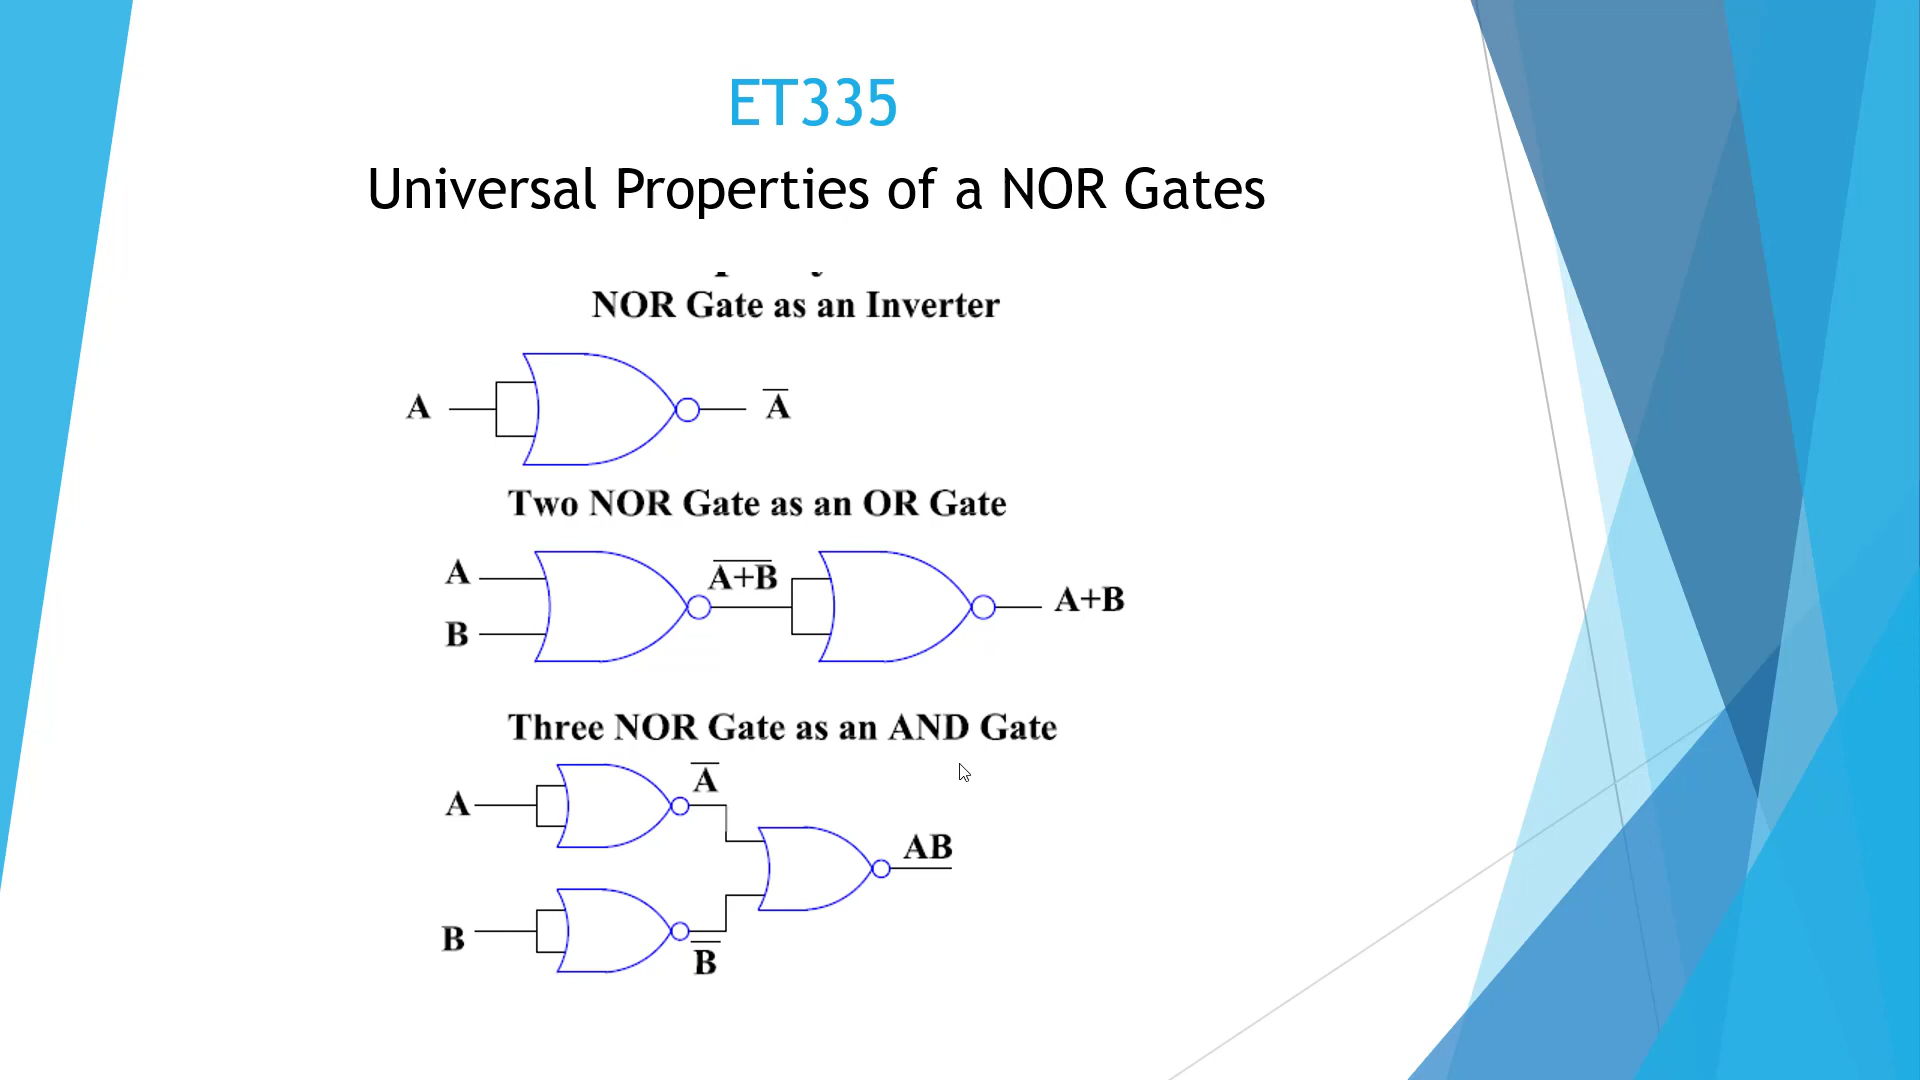 ET335
Universal Properties of a NOR Gates
NOR Gate as an Inverter
A
A̅
Two NOR Gate as an OR Gate
A
A̅+̅B̅
A+B
B
Three NOR Gate as an AND Gate
A̅
A
AB
B
B̅